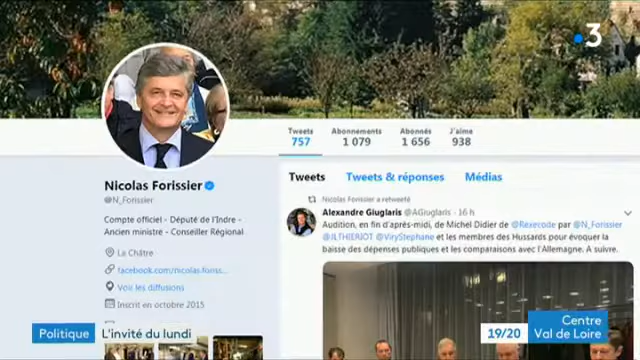 3
Tweets Abonnements Abonnés J'aime
757 1 079 1 656 938
Nicolas Forissier
@N_Forissier
Compte officiel - Député de l'Indre -
Ancien ministre - Conseiller Régional
La Châtre
facebook.com/nicolas.foriss...
Voir les diffusions
Inscrit en octobre 2015
Tweets Tweets & réponses Médias
Nicolas Forissier a retweeté
Alexandre Giuglaris @AGiuglaris · 16 h
Audition, en fin d'après-midi, de Michel Didier de @Rexecode par @N_Forissier
@JLTHIERIOT @ViryStephane et les membres des Hussards pour évoquer la
baisse des dépenses publiques et les comparaisons avec l'Allemagne. A suivre.
Politique L'invité du lundi
19/20 Centre
Val de Loire